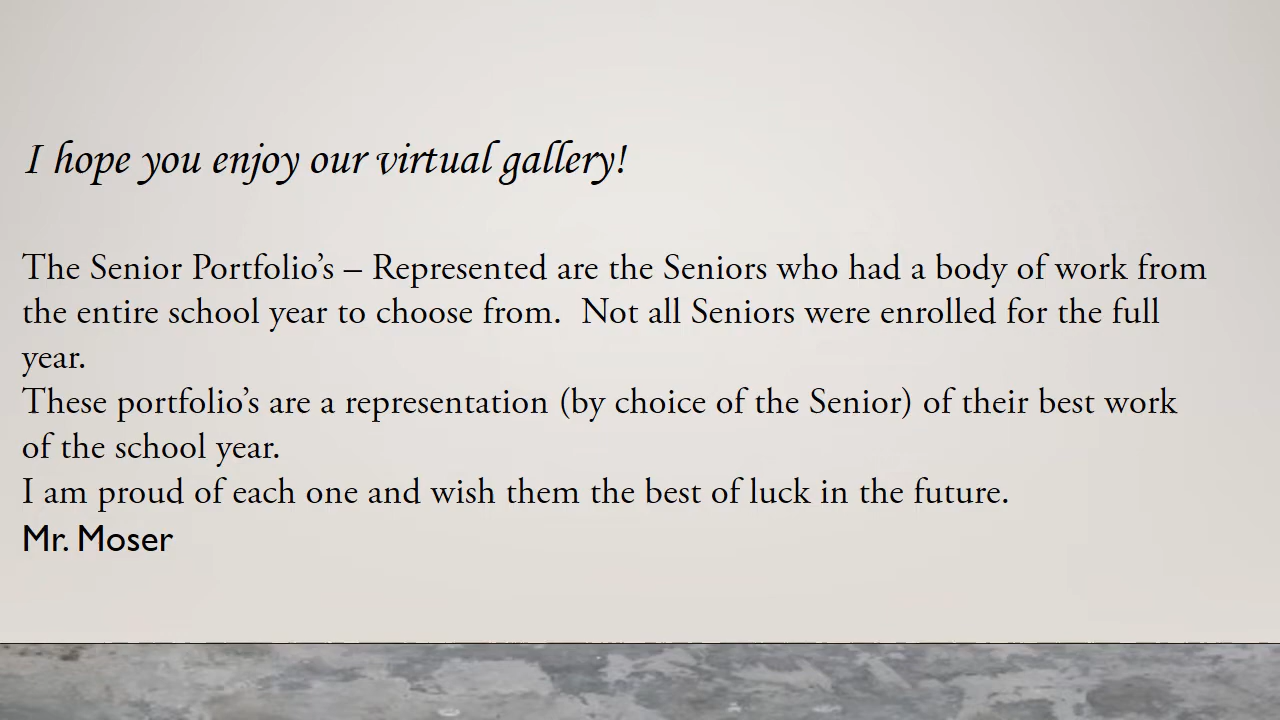 I hope you enjoy our virtual gallery!
The Senior Portfolio’s – Represented are the Seniors who had a body of work from
the entire school year to choose from.  Not all Seniors were enrolled for the full
year.
These portfolio’s are a representation (by choice of the Senior) of their best work
of the school year.
I am proud of each one and wish them the best of luck in the future.
Mr. Moser